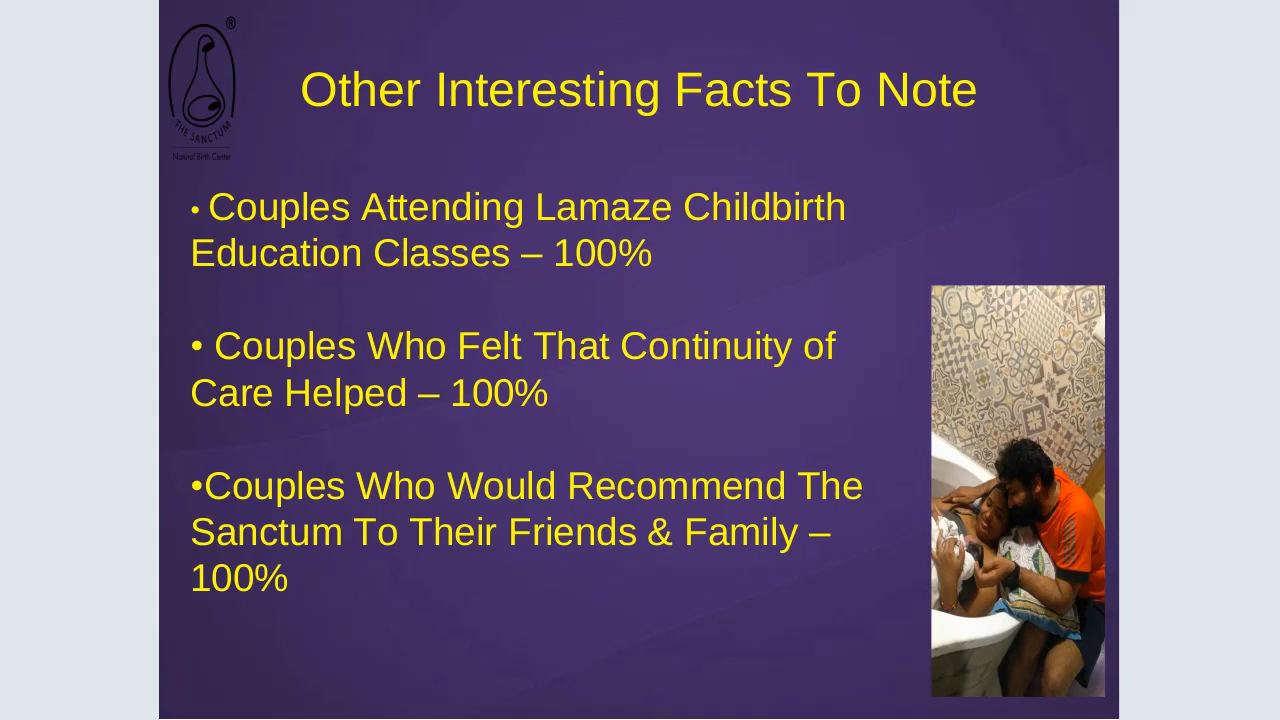 ®
THE SANCTUM
Natural Birth Center
Other Interesting Facts To Note
• Couples Attending Lamaze Childbirth
Education Classes – 100%
• Couples Who Felt That Continuity of
Care Helped – 100%
•Couples Who Would Recommend The
Sanctum To Their Friends & Family –
100%